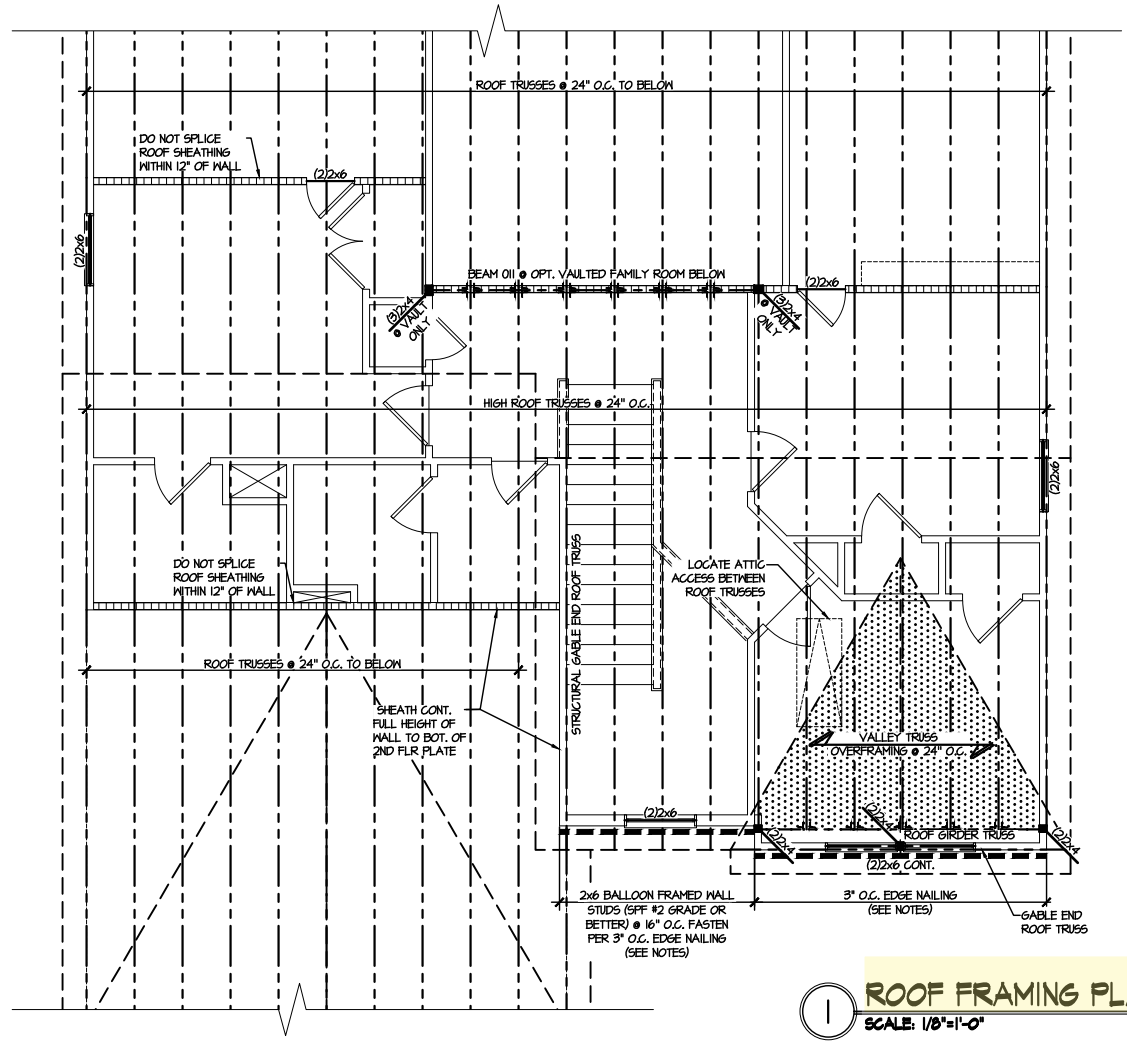 ROOF TRUSSES @ 24" O.C. TO BELOW
DO NOT SPLICE
ROOF SHEATHING
WITHIN 12" OF WALL
(2)2x6
(2)2x6
BEAM 011 @ OPT. VAULTED FAMILY ROOM BELOW
(2)2x6
(3)2x4
@ VAULT
ONLY
(3)2x4
@ VAULT
ONLY
HIGH ROOF TRUSSES @ 24" O.C.
(2)2x6
STRUCTURAL GABLE END ROOF TRUSS
DO NOT SPLICE
ROOF SHEATHING
WITHIN 12" OF WALL
LOCATE ATTIC
ACCESS BETWEEN
ROOF TRUSSES
ROOF TRUSSES @ 24" O.C. TO BELOW
SHEATH CONT.
FULL HEIGHT OF
WALL TO BOT. OF
2ND FLR PLATE
VALLEY TRUSS
OVERFRAMING @ 24" O.C.
(2)2x6
(2)2x4
ROOF GIRDER TRUSS
(2)2x4
(2)2x4
(2)2x6 CONT.
2x6 BALLOON FRAMED WALL
STUDS (SPF #2 GRADE OR
BETTER) @ 16" O.C. FASTEN
PER 3" O.C. EDGE NAILING
(SEE NOTES)
3" O.C. EDGE NAILING
(SEE NOTES)
GABLE END
ROOF TRUSS
1
ROOF FRAMING PL
SCALE: 1/8"=1'-0"